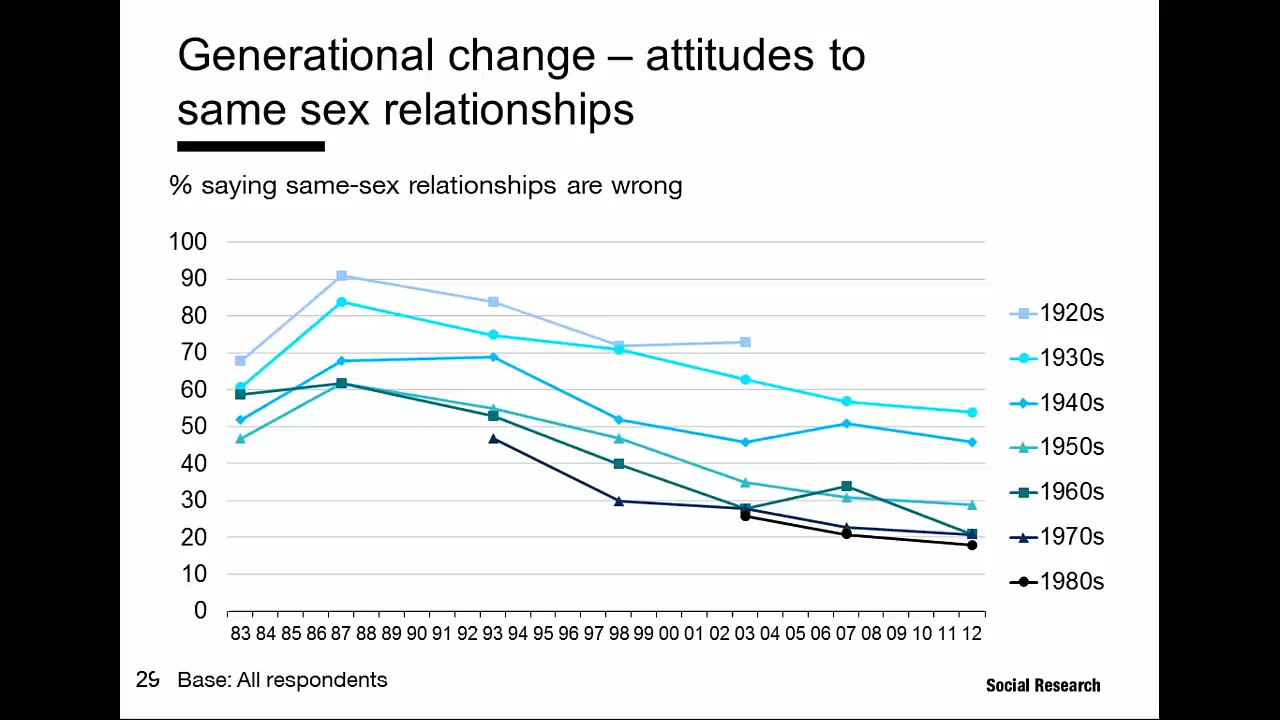 Generational change – attitudes to
same sex relationships
% saying same-sex relationships are wrong
100
90
80
70
60
50
40
30
20
10
0
83 84 85 86 87 88 89 90 91 92 93 94 95 96 97 98 99 00 01 02 03 04 05 06 07 08 09 10 11 12
1920s
1930s
1940s
1950s
1960s
1970s
1980s
Base: All respondents
Social Research